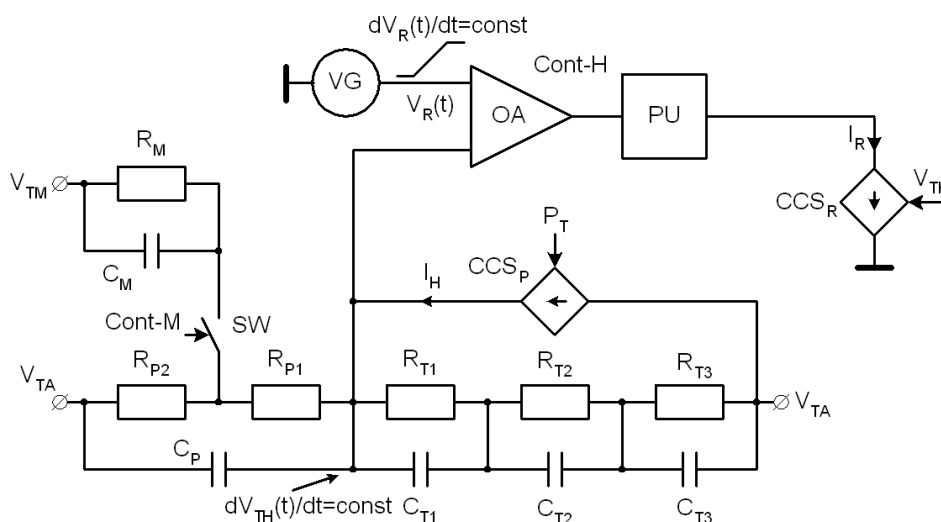 dV_R(t)/dt=const
Cont-H
VG
V_R(t)
OA
PU
I_R
R_M
V_TM
V_TH
CCS_R
P_T
C_M
CCS_P
I_H
Cont-M
SW
R_P2
R_P1
R_T1
R_T2
R_T3
V_TA
V_TA
C_P
dV_TH(t)/dt=const
C_T1
C_T2
C_T3